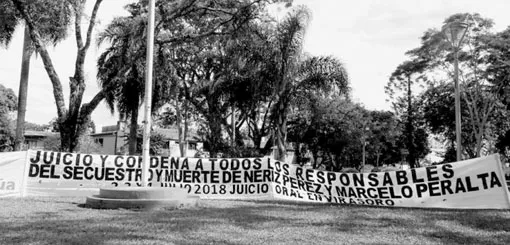 JUICIO Y CONDENA A TODOS LOS RESPONSABLES
DEL SECUESTRO Y MUERTE DE NERIZ PEREZ Y MARCELO PERALTA
JULIO 2018 JUICIO ORAL EN VIRASORO